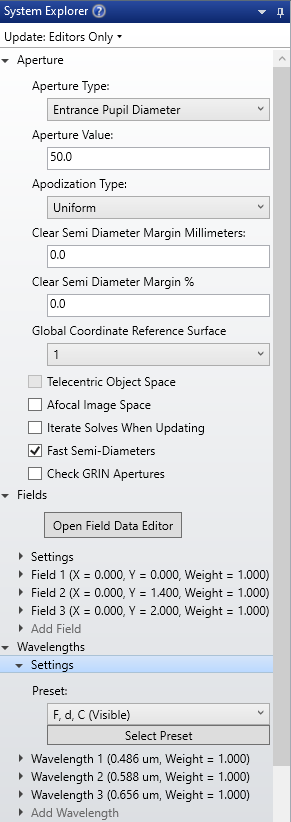 System Explorer ?
Update: Editors Only
Aperture
Aperture Type:
Entrance Pupil Diameter
Aperture Value:
50.0
Apodization Type:
Uniform
Clear Semi Diameter Margin Millimeters:
0.0
Clear Semi Diameter Margin %
0.0
Global Coordinate Reference Surface
1
Telecentric Object Space
Afocal Image Space
Iterate Solves When Updating
Fast Semi-Diameters
Check GRIN Apertures
Fields
Open Field Data Editor
Settings
Field 1 (X = 0.000, Y = 0.000, Weight = 1.000)
Field 2 (X = 0.000, Y = 1.400, Weight = 1.000)
Field 3 (X = 0.000, Y = 2.000, Weight = 1.000)
Add Field
Wavelengths
Settings
Preset:
F, d, C (Visible)
Select Preset
Wavelength 1 (0.486 um, Weight = 1.000)
Wavelength 2 (0.588 um, Weight = 1.000)
Wavelength 3 (0.656 um, Weight = 1.000)
Add Wavelength